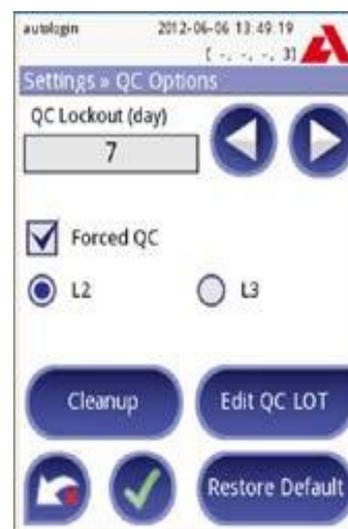 autologin 2012-06-06 13:49:19
[ -, -, -, 3]
Settings » QC Options
QC Lockout (day)
7
Forced QC
L2 L3
Cleanup Edit QC LOT
Restore Default